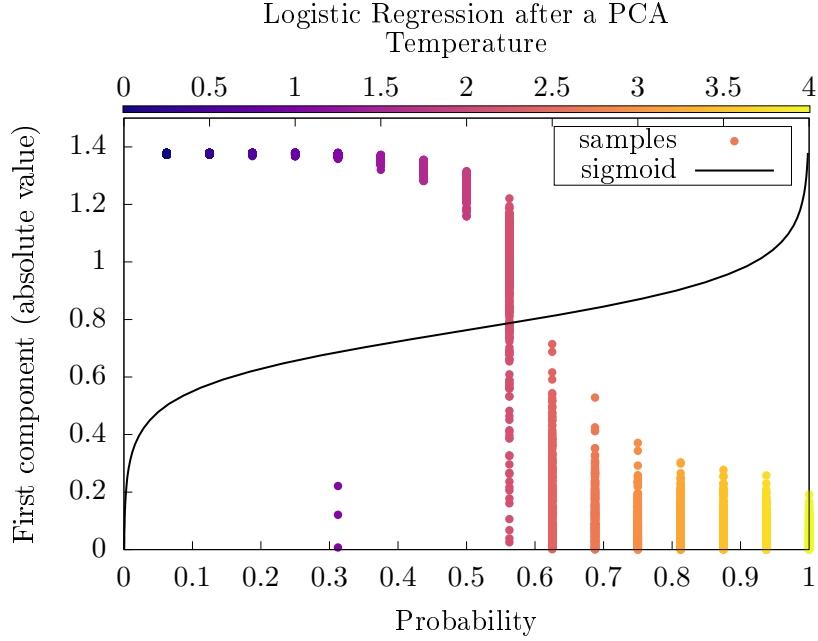 Logistic Regression after a PCA
Temperature
0 0.5 1 1.5 2 2.5 3 3.5 4
samples
sigmoid
First component (absolute value)
1.4
1.2
1
0.8
0.6
0.4
0.2
0
0 0.1 0.2 0.3 0.4 0.5 0.6 0.7 0.8 0.9 1
Probability